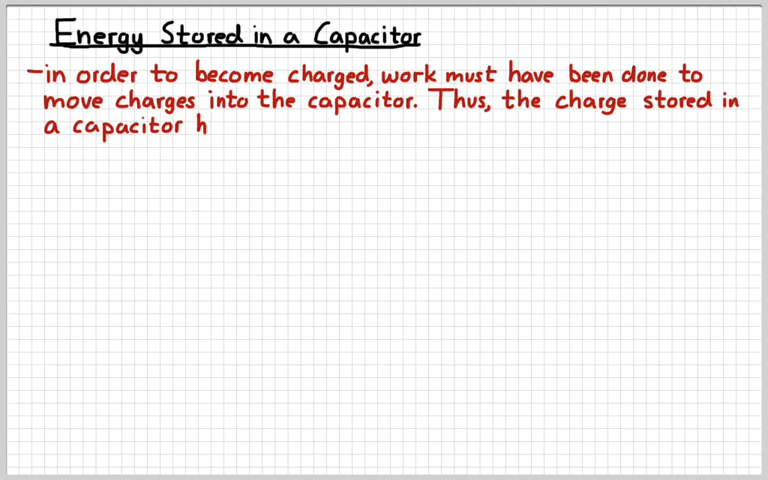 Energy Stored in a Capacitor
-in order to become charged, work must have been done to
move charges into the capacitor. Thus, the charge stored in
a capacitor h